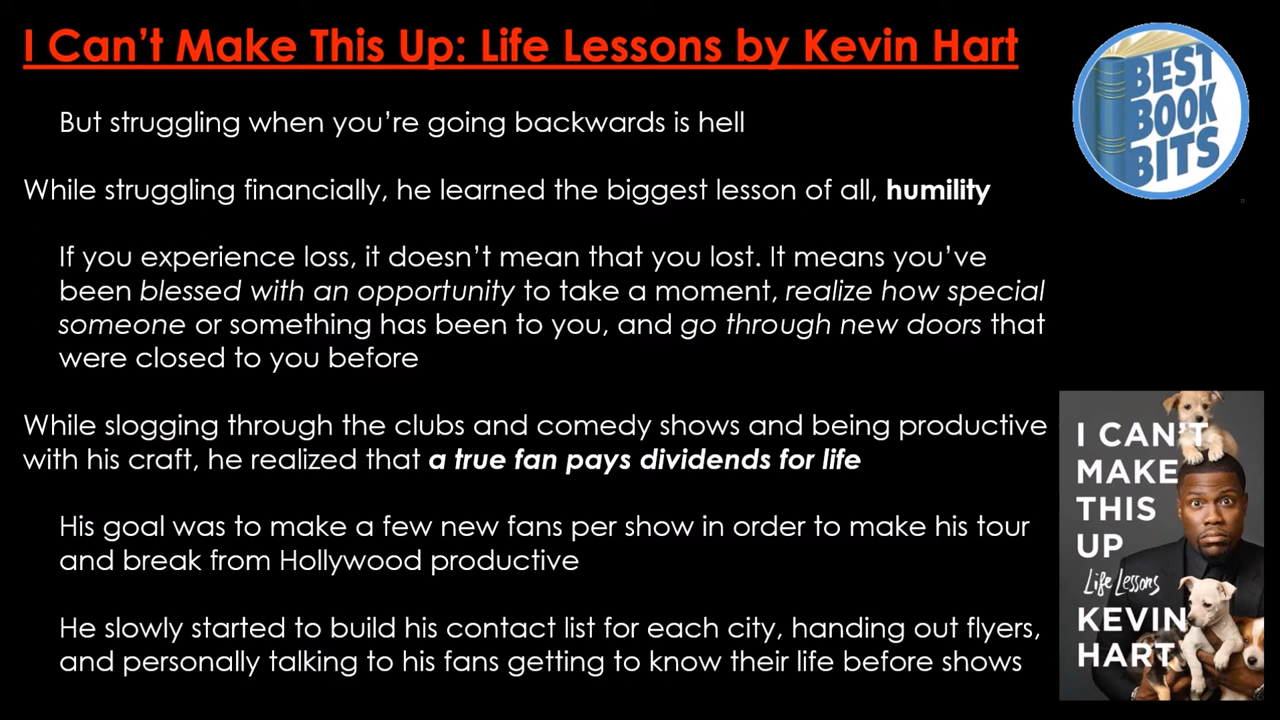 I Can't Make This Up: Life Lessons by Kevin Hart
BEST
BOOK
BITS
But struggling when you're going backwards is hell
While struggling financially, he learned the biggest lesson of all, humility
If you experience loss, it doesn't mean that you lost. It means you've
been blessed with an opportunity to take a moment, realize how special
someone or something has been to you, and go through new doors that
were closed to you before
While slogging through the clubs and comedy shows and being productive
with his craft, he realized that a true fan pays dividends for life
His goal was to make a few new fans per show in order to make his tour
and break from Hollywood productive
He slowly started to build his contact list for each city, handing out flyers,
and personally talking to his fans getting to know their life before shows
I CAN'T
MAKE
THIS
UP
Life Lessons
KEVIN
HART